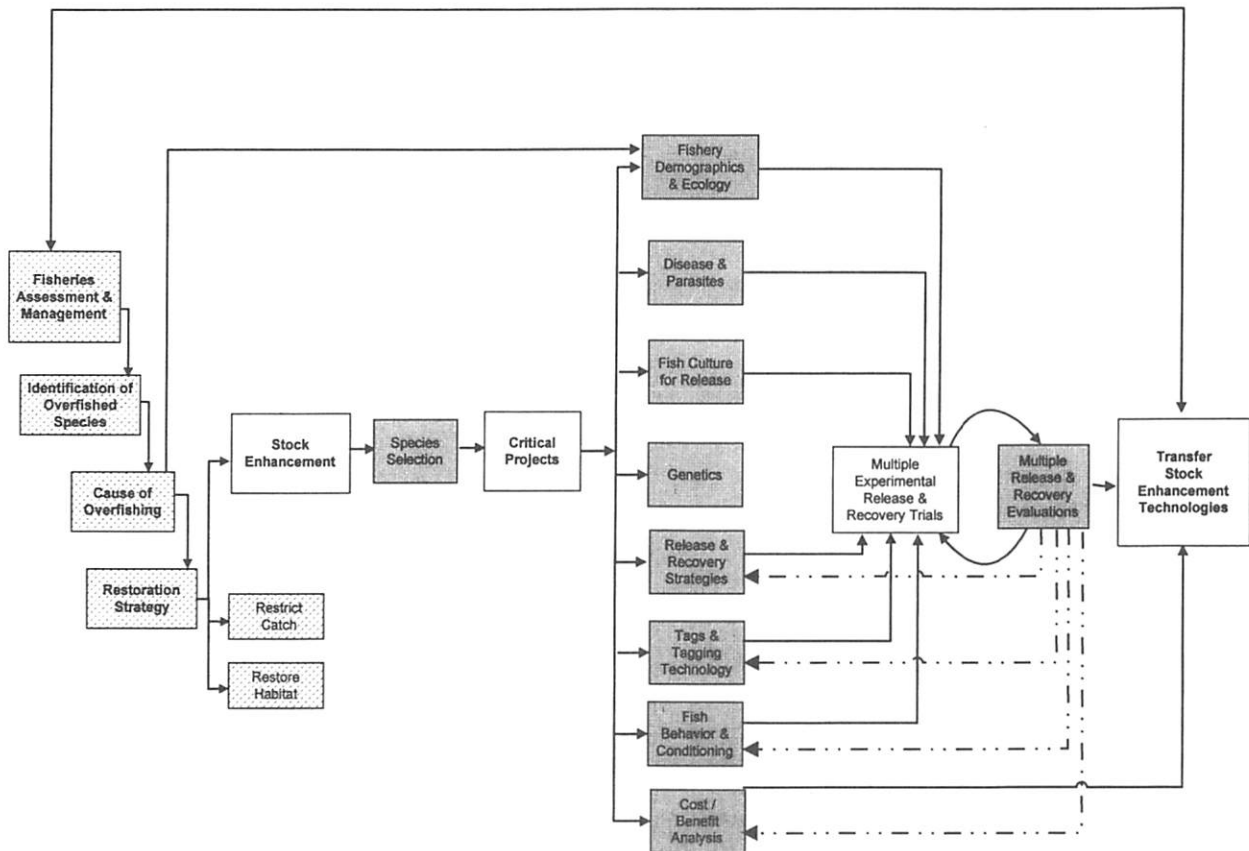 Fishery
Demographics
& Ecology
Fisheries
Assessment &
Management
Disease &
Parasites
Identification of
Overfished
Species
Fish Culture
for Release
Stock
Enhancement
Species
Selection
Critical
Projects
Genetics
Multiple
Experimental
Release &
Recovery Trials
Multiple
Release &
Recovery
Evaluations
Transfer
Stock
Enhancement
Technologies
Cause of
Overfishing
Release &
Recovery
Strategies
Restoration
Strategy
Restrict
Catch
Tags &
Tagging
Technology
Restore
Habitat
Fish
Behavior &
Conditioning
Cost /
Benefit
Analysis